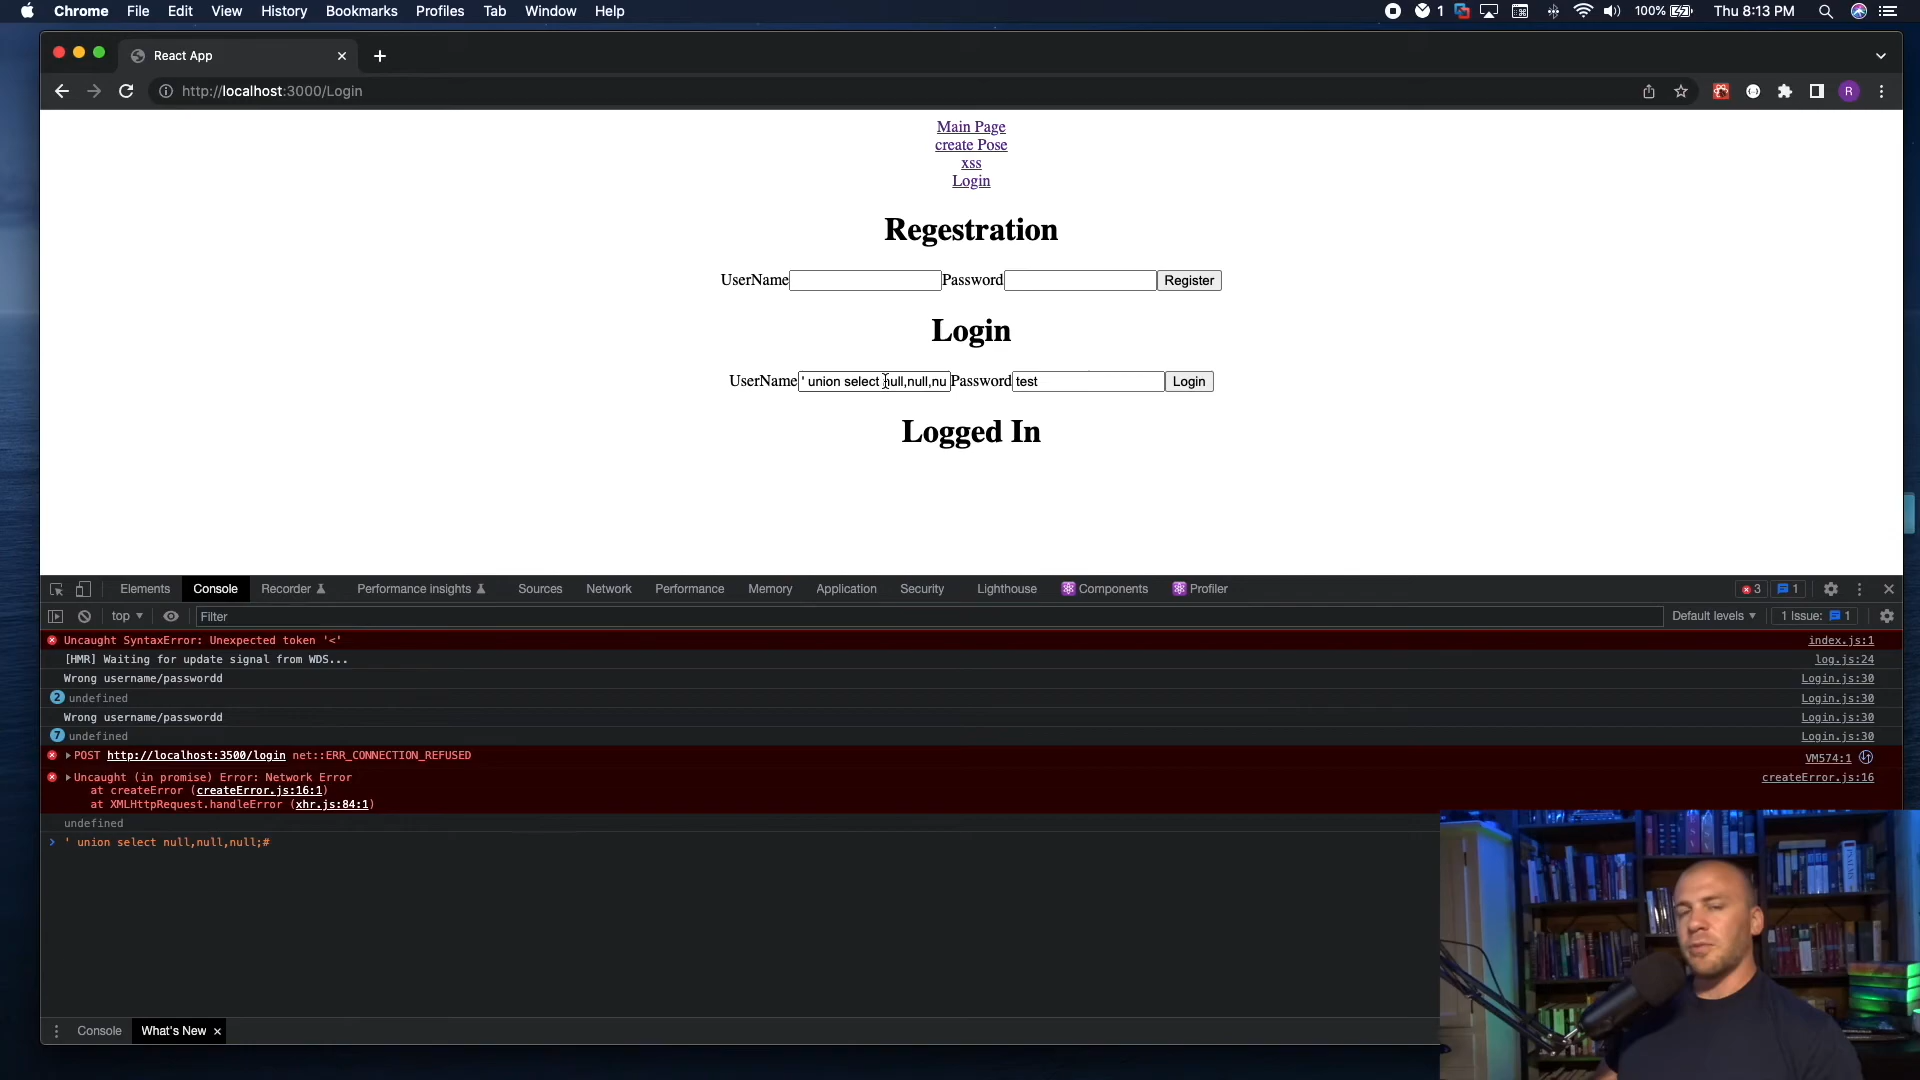 Chrome File Edit View History Bookmarks Profiles Tab Window Help 1 100% Thu 8:13 PM
React App
http://localhost:3000/Login R
Main Page
create Pose
xss
Login
Regestration
UserName Password Register
Login
UserName ' union select null,null,nu Password test Login
Logged In
Elements Console Recorder Performance insights Sources Network Performance Memory Application Security Lighthouse Components Profiler 3 1
top Filter Default levels 1 Issue: 1
Uncaught SyntaxError: Unexpected token '<' index.js:1
[HMR] Waiting for update signal from WDS... log.js:24
Wrong username/passwordd Login.js:30
2 undefined Login.js:30
Wrong username/passwordd Login.js:30
7 undefined Login.js:30
POST http://localhost:3500/login net::ERR_CONNECTION_REFUSED VM574:1
Uncaught (in promise) Error: Network Error createError.js:16
at createError (createError.js:16:1)
at XMLHttpRequest.handleError (xhr.js:84:1)
undefined
' union select null,null,null;#
Console What's New